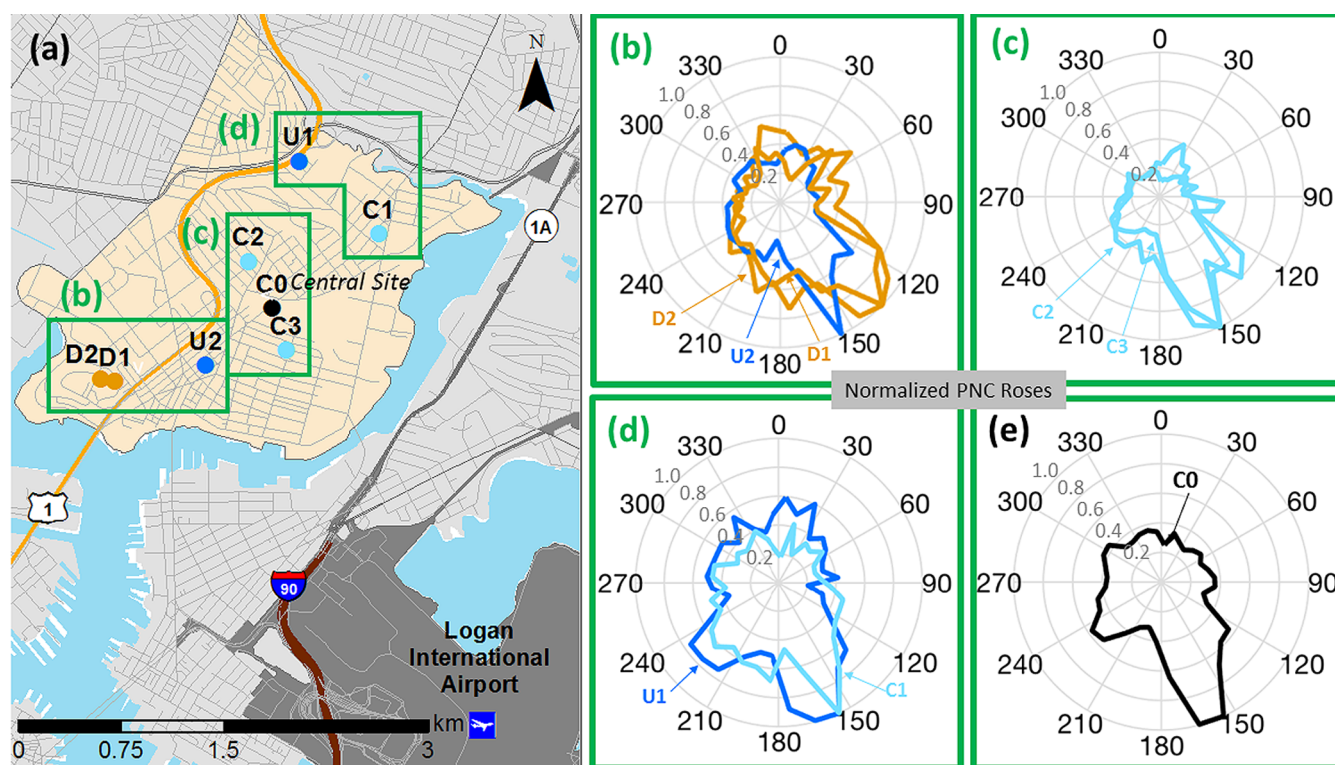 (a)
N
(d)
U1
C1
1A
(c)
C2
C0 Central Site
C3
(b)
D2 D1
U2
1
90
Logan
International
Airport
km
0 0.75 1.5 3
(b)
0
330 30
1.0
0.8
300 0.6 60
0.4
0.2
270 90
240 120
D2
U2
D1
210 150
180
(c)
0
330 30
1.0
0.8
300 0.6 60
0.4
0.2
270 90
240 120
C2
C3
210 150
180
Normalized PNC Roses
(d)
0
330 30
1.0
0.8
300 0.6 60
0.4
0.2
270 90
240 120
U1
C1
210 150
180
(e)
0
330 30
C0
1.0
0.8
300 0.6 60
0.4
0.2
270 90
240 120
210 150
180